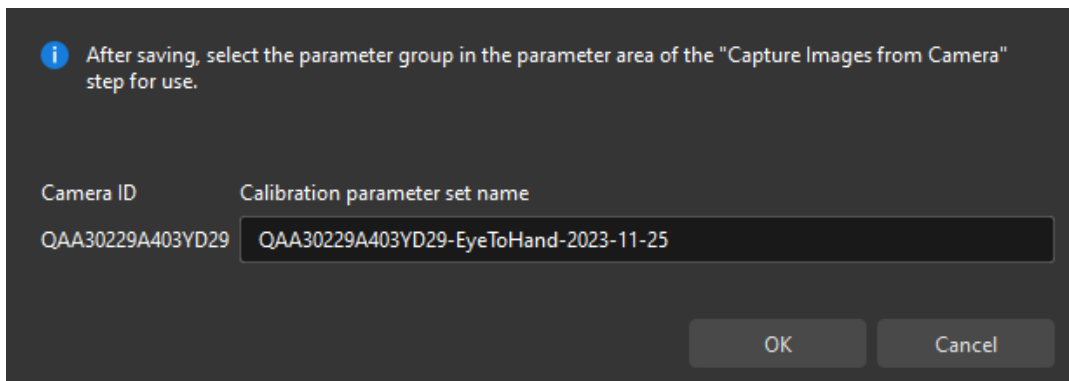 After saving, select the parameter group in the parameter area of the "Capture Images from Camera"
step for use.
Camera ID
Calibration parameter set name
QAA30229A403YD29
QAA30229A403YD29-EyeToHand-2023-11-25
OK
Cancel